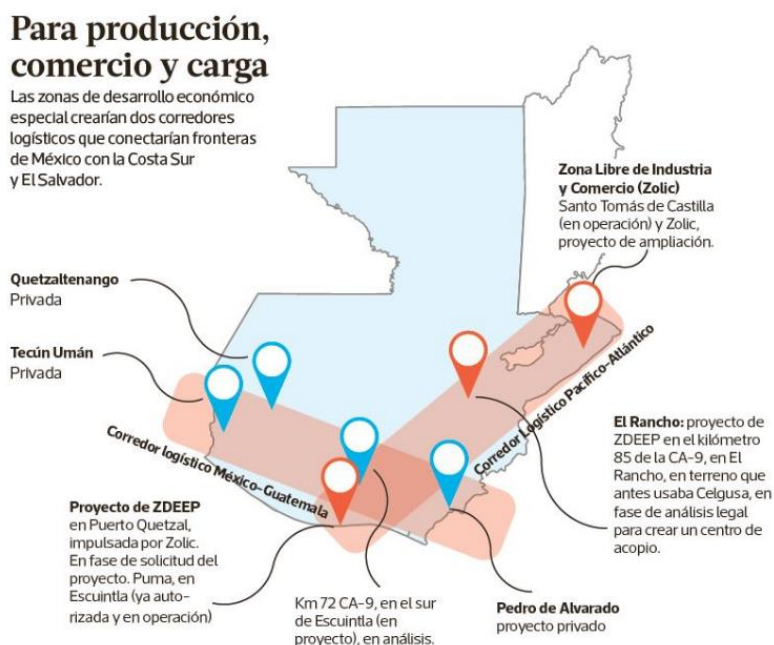 Para producción,
comercio y carga
Las zonas de desarrollo económico
especial crearían dos corredores
logísticos que conectarían fronteras
de México con la Costa Sur
y El Salvador.
Zona Libre de Industria
y Comercio (Zolic)
Santo Tomás de Castilla
(en operación) y Zolic,
proyecto de ampliación.
Quetzaltenango
Privada
Tecún Umán
Privada
Corredor logístico México-Guatemala
Corredor Logístico Pacífico-Atlántico
El Rancho: proyecto de
ZDEEP en el kilómetro
85 de la CA-9, en El
Rancho, en terreno que
antes usaba Celgusa, en
fase de análisis legal
para crear un centro de
acopio.
Proyecto de ZDEEP
en Puerto Quetzal,
impulsada por Zolic.
En fase de solicitud del
proyecto. Puma, en
Escuintla (ya auto-
rizada y en operación)
Km 72 CA-9, en el sur
de Escuintla (en
proyecto), en análisis.
Pedro de Alvarado
proyecto privado